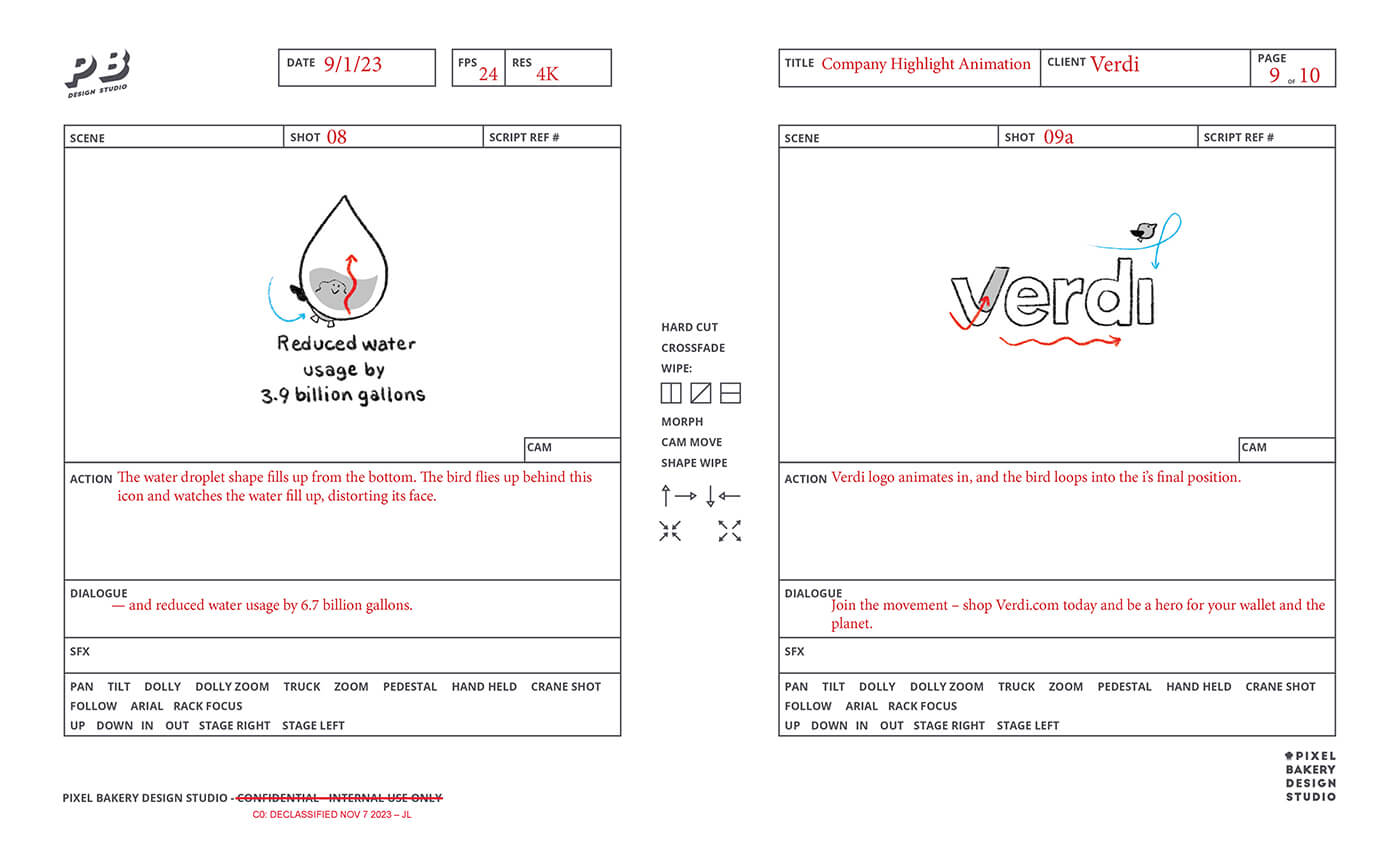 PB
DESIGN STUDIO
DATE 9/1/23
FPS 24
RES 4K
TITLE Company Highlight Animation
CLIENT Verdi
PAGE
9 OF 10
SCENE
SHOT 08
SCRIPT REF #
Reduced water
usage by
3.9 billion gallons
CAM
ACTION The water droplet shape fills up from the bottom. The bird flies up behind this
icon and watches the water fill up, distorting its face.
DIALOGUE
— and reduced water usage by 6.7 billion gallons.
SFX
PAN TILT DOLLY DOLLY ZOOM TRUCK ZOOM PEDESTAL HAND HELD CRANE SHOT
FOLLOW ARIAL RACK FOCUS
UP DOWN IN OUT STAGE RIGHT STAGE LEFT
HARD CUT
CROSSFADE
WIPE:
MORPH
CAM MOVE
SHAPE WIPE
SCENE
SHOT 09a
SCRIPT REF #
Verdi
CAM
ACTION Verdi logo animates in, and the bird loops into the i's final position.
DIALOGUE
Join the movement – shop Verdi.com today and be a hero for your wallet and the
planet.
SFX
PAN TILT DOLLY DOLLY ZOOM TRUCK ZOOM PEDESTAL HAND HELD CRANE SHOT
FOLLOW ARIAL RACK FOCUS
UP DOWN IN OUT STAGE RIGHT STAGE LEFT
PIXEL BAKERY DESIGN STUDIO - CONFIDENTIAL - INTERNAL USE ONLY
C0: DECLASSIFIED NOV 7 2023 – JL
PIXEL
BAKERY
DESIGN
STUDIO